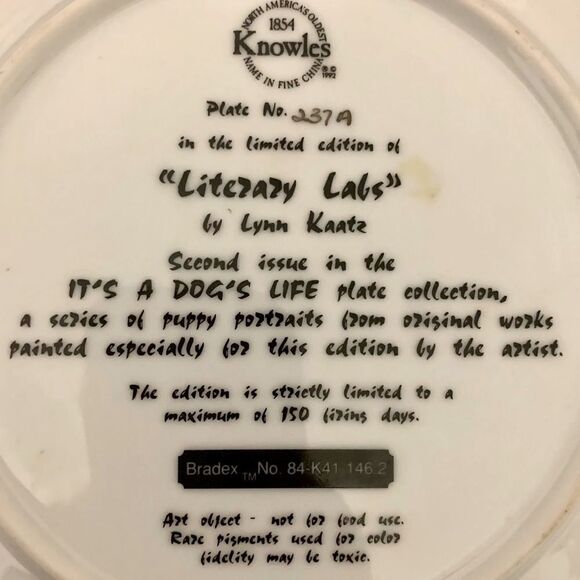 NORTH AMERICA'S OLDEST
1854
Knowles
NAME IN FINE CHINA
® ©
1992
Plate No. 237A
in the limited edition of
"Literary Labs"
by Lynn Kaatz
Second issue in the
IT'S A DOG'S LIFE plate collection,
a series of puppy portraits from original works
painted especially for this edition by the artist.
The edition is strictly limited to a
maximum of 150 firing days.
Bradex TM No. 84-K41 146.2
Art object - not for food use.
Rare pigments used for color
fidelity may be toxic.